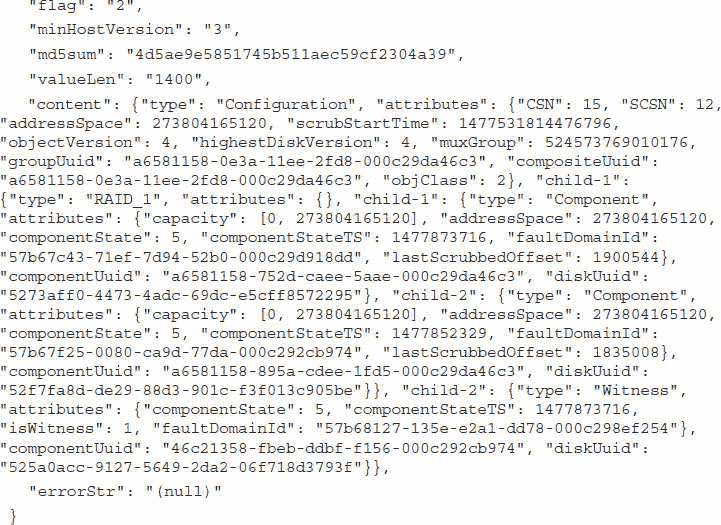 "flag": "2",
"minHostVersion": "3",
"md5sum": "4d5ae9e5851745b511aec59cf2304a39",
"valueLen": "1400",
"content": {"type": "Configuration", "attributes": {"CSN": 15, "SCSN": 12,
"addressSpace": 273804165120, "scrubStartTime": 1477531814476796,
"objectVersion": 4, "highestDiskVersion": 4, "muxGroup": 524573769010176,
"groupUuid": "a6581158-0e3a-11ee-2fd8-000c29da46c3", "compositeUuid":
"a6581158-0e3a-11ee-2fd8-000c29da46c3", "objClass": 2}, "child-1":
{"type": "RAID_1", "attributes": {}, "child-1": {"type": "Component",
"attributes": {"capacity": [0, 273804165120], "addressSpace": 273804165120,
"componentState": 5, "componentStateTS": 1477873716, "faultDomainId":
"57b67c43-71ef-7d94-52b0-000c29d918dd", "lastScrubbedOffset": 1900544},
"componentUuid": "a6581158-752d-caee-5aae-000c29da46c3", "diskUuid":
"5273aff0-4473-4adc-69dc-e5cff8572295"}, "child-2": {"type": "Component",
"attributes": {"capacity": [0, 273804165120], "addressSpace": 273804165120,
"componentState": 5, "componentStateTS": 1477852329, "faultDomainId":
"57b67f25-0080-ca9d-77da-000c292cb974", "lastScrubbedOffset": 1835008},
"componentUuid": "a6581158-895a-cdee-1fd5-000c29da46c3", "diskUuid":
"52f7fa8d-de29-88d3-901c-f3f013c905be"}}, "child-2": {"type": "Witness",
"attributes": {"componentState": 5, "componentStateTS": 1477873716,
"isWitness": 1, "faultDomainId": "57b68127-135e-e2a1-dd78-000c298ef254"},
"componentUuid": "46c21358-fbeb-ddbf-f156-000c292cb974", "diskUuid":
"525a0acc-9127-5649-2da2-06f718d3793f"}},
"errorStr": "(null)"
}